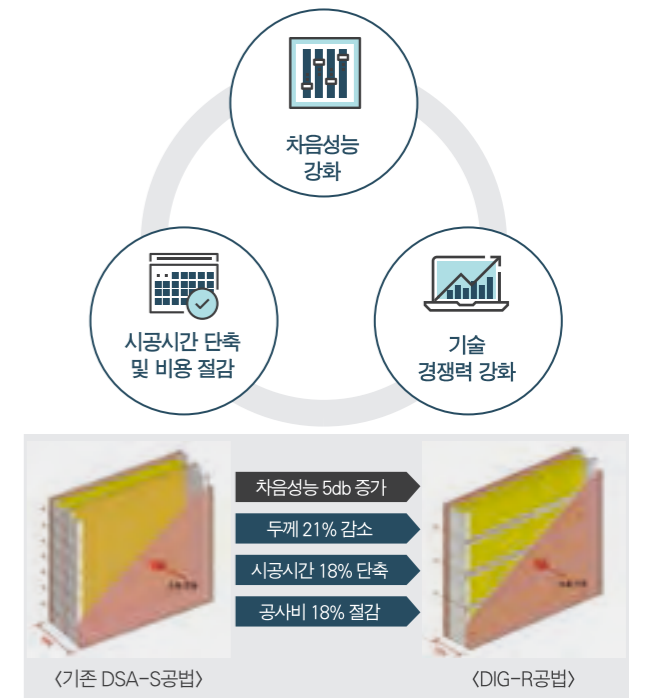 차음성능
강화
시공시간 단축
및 비용 절감
기술
경쟁력 강화
차음성능 5db 증가
두께 21% 감소
시공시간 18% 단축
공사비 18% 절감
〈기존 DSA-S공법〉
〈DIG-R공법〉